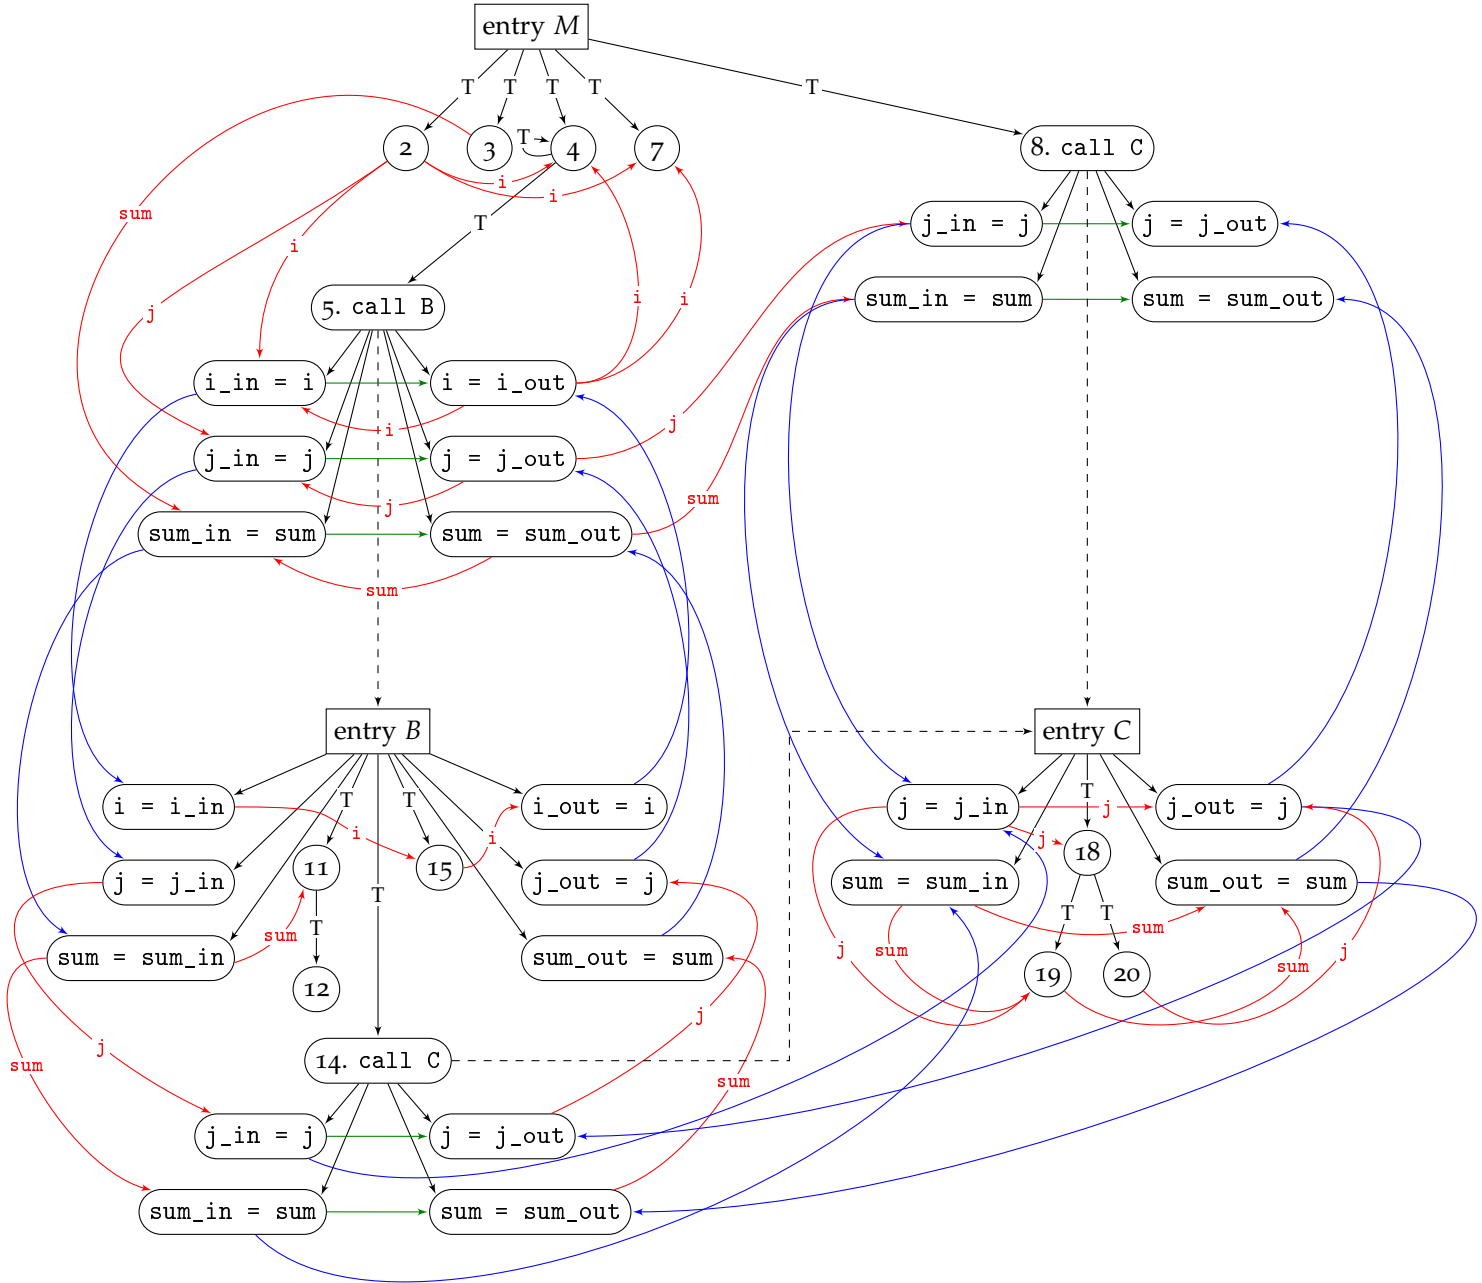 entry M
T T T T T
2 3 T 4 7 8. call C
i i
sum j_in = j j = j_out
T
i
sum_in = sum sum = sum_out
j 5. call B i i
i_in = i i = i_out
i j
j_in = j j = j_out
j sum
sum_in = sum sum = sum_out
sum
entry B entry C
T T T
i = i_in i_out = i j = j_in j j_out = j
i i j
11 15 18
j = j_in j_out = j sum = sum_in sum_out = sum
T T T
T sum sum
sum = sum_in sum_out = sum j sum sum j
12 19 20
j
j
14. call C
sum sum
j_in = j j = j_out
sum_in = sum sum = sum_out